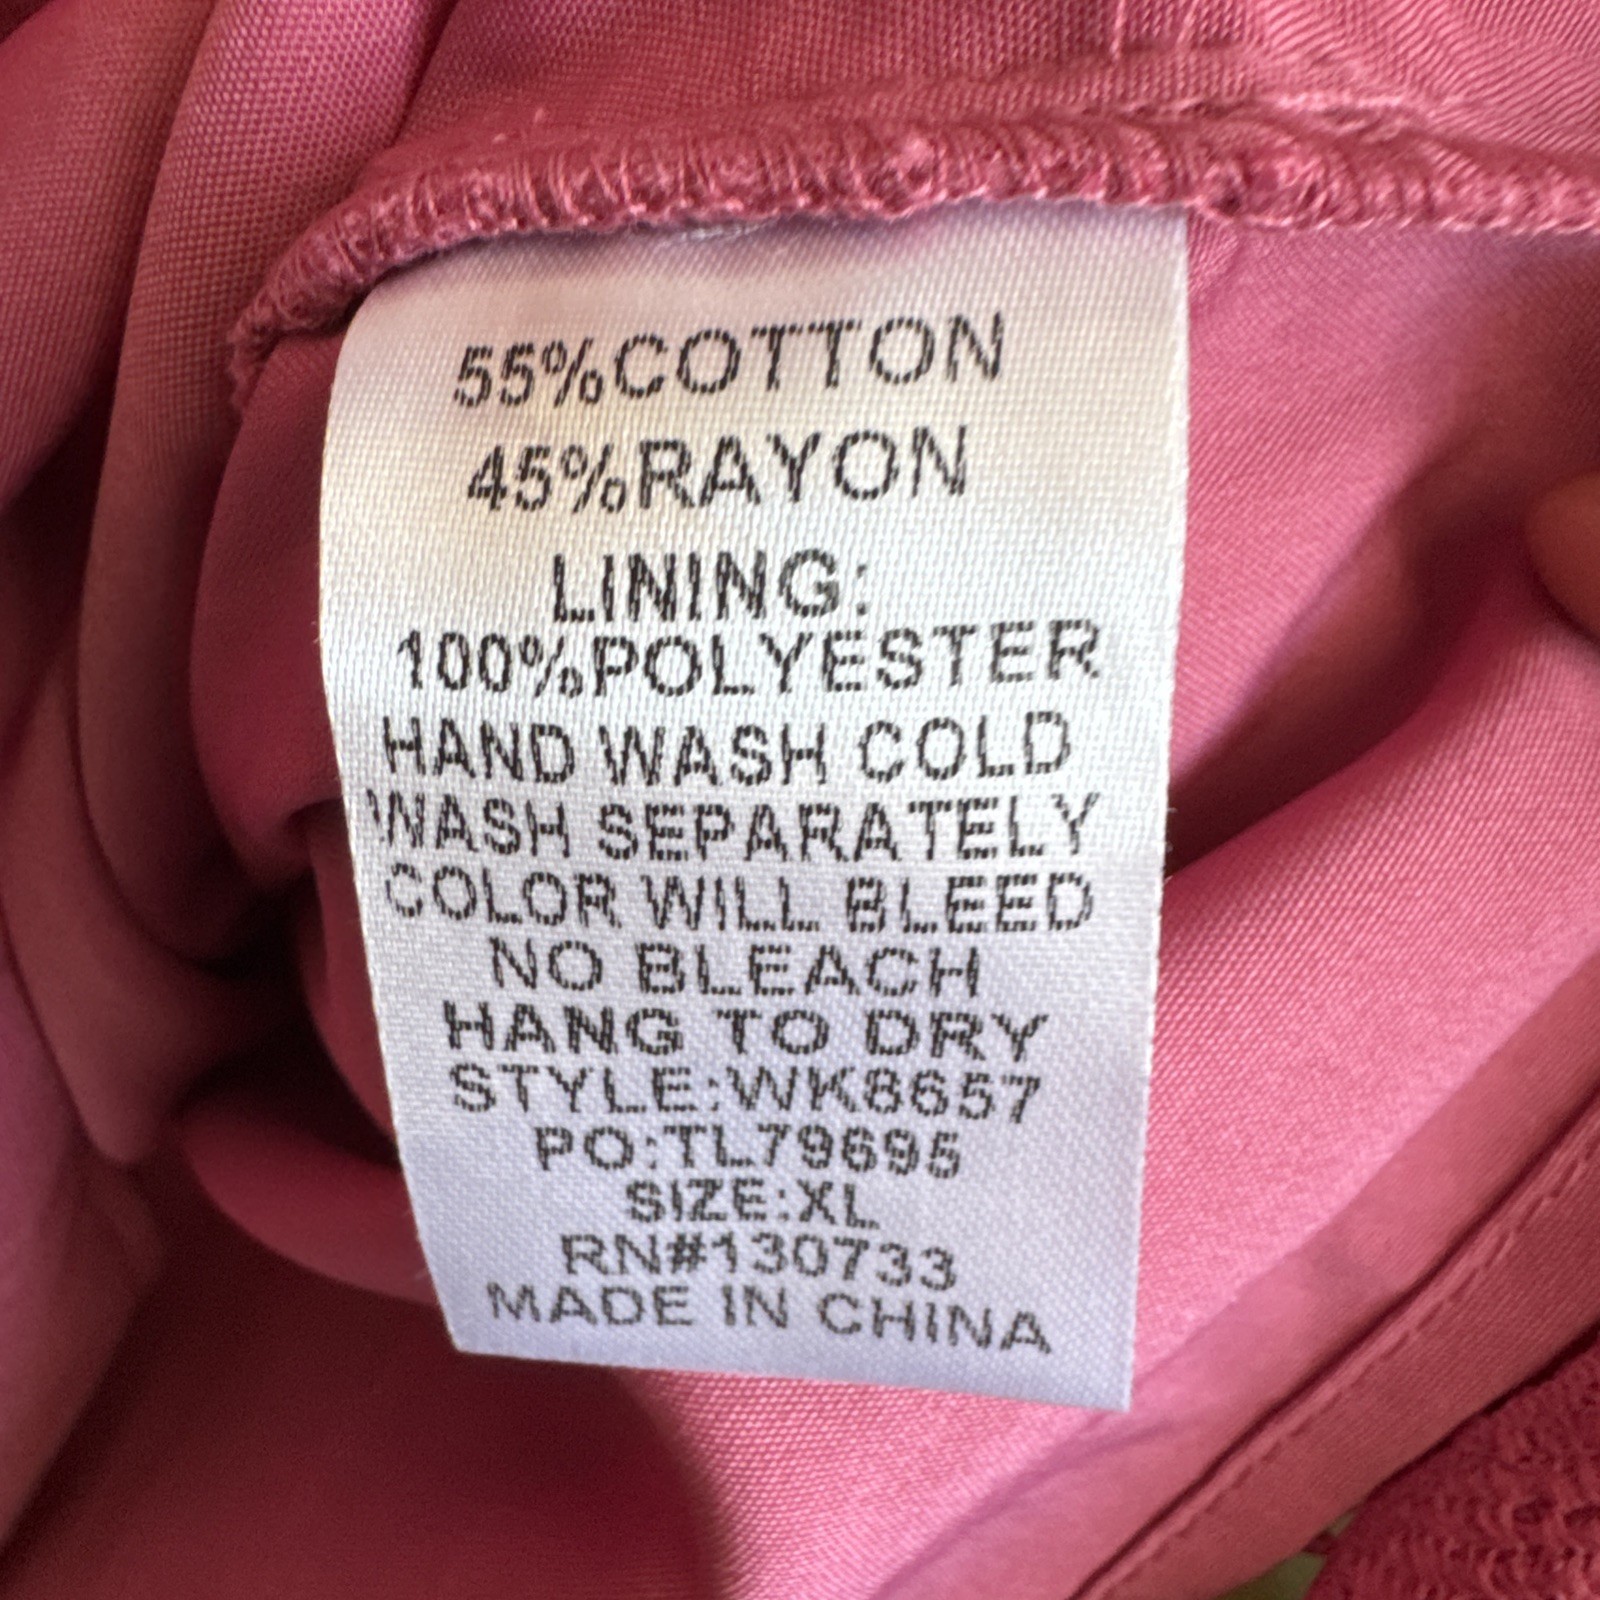 55%COTTON
45%RAYON
LINING:
100%POLYESTER
HAND WASH COLD
WASH SEPARATELY
COLOR WILL BLEED
NO BLEACH
HANG TO DRY
STYLE:WK8657
PO:TL79695
SIZE:XL
RN#130733
MADE IN CHINA